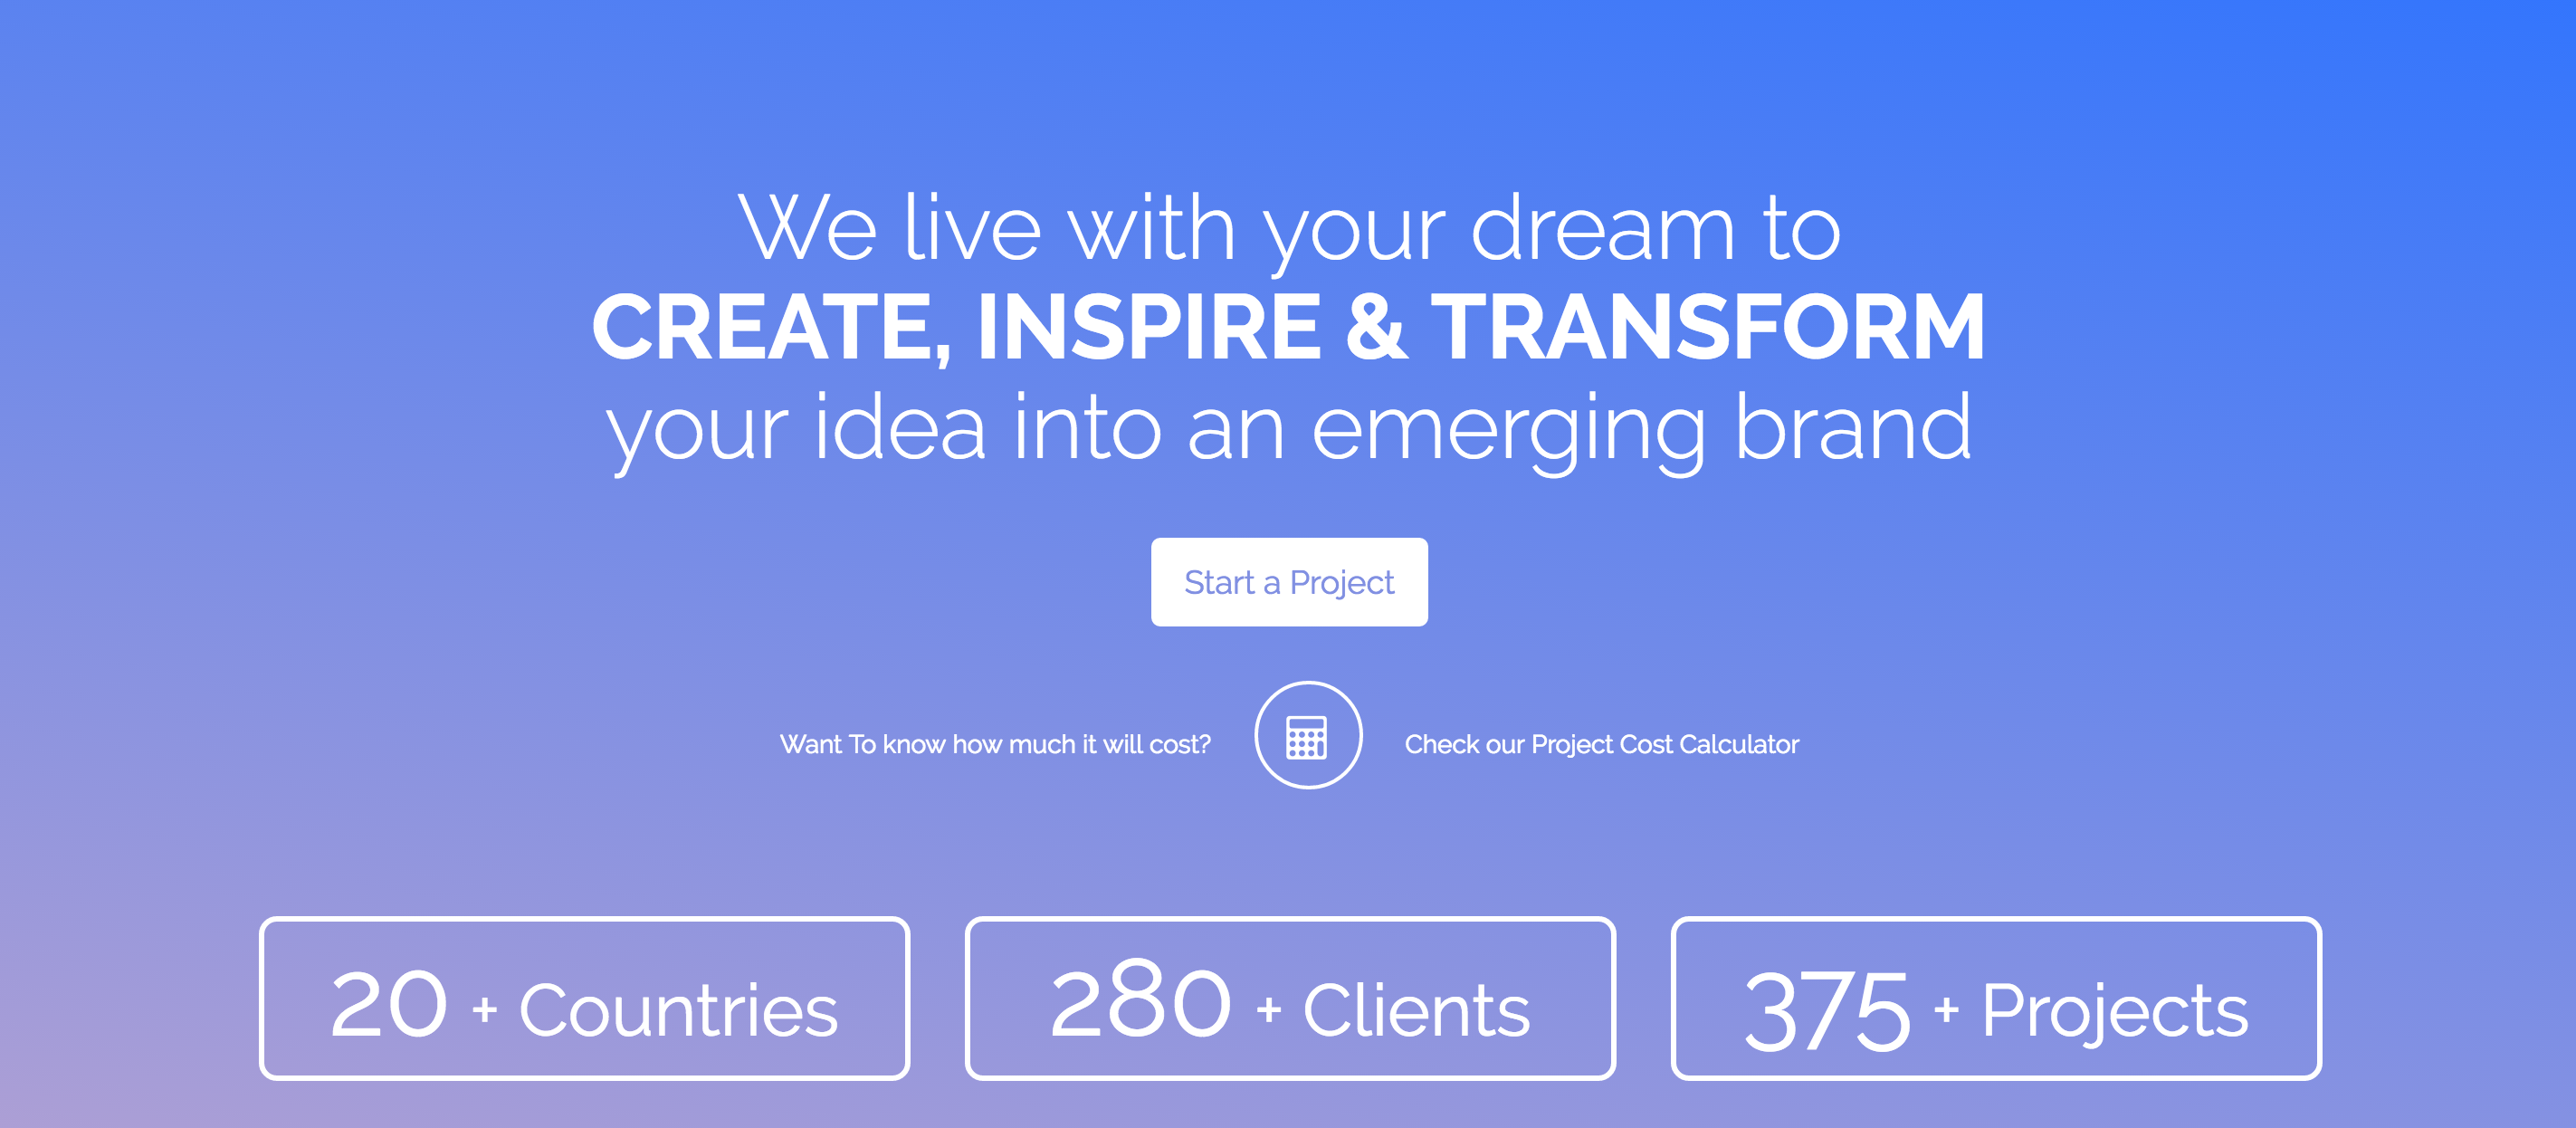 We live with your dream to
CREATE, INSPIRE & TRANSFORM
your idea into an emerging brand
Start a Project
Want To know how much it will cost?
Check our Project Cost Calculator
20 + Countries
280 + Clients
375 + Projects